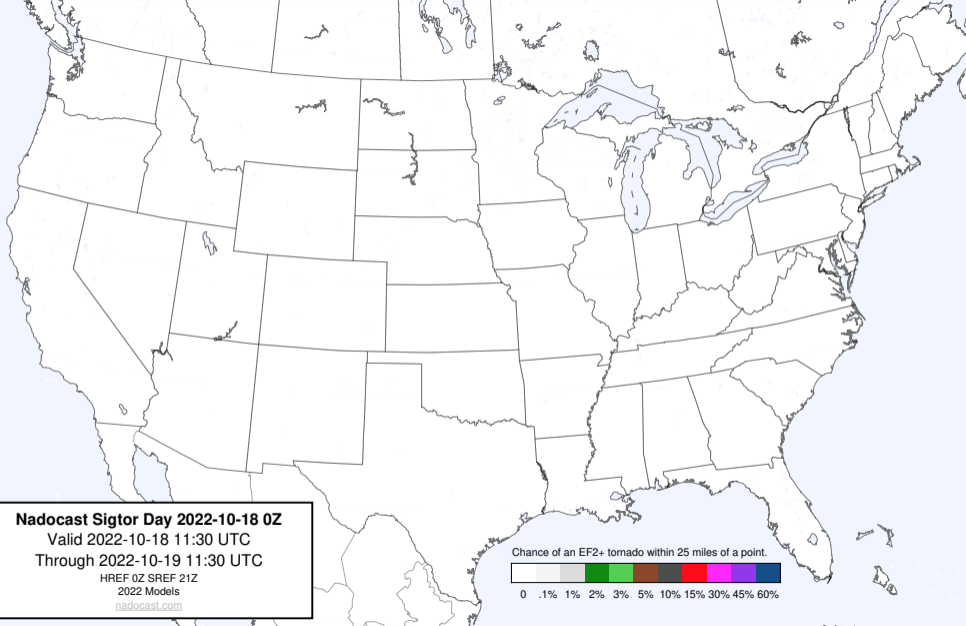 Nadocast Sigtor Day 2022-10-18 0Z
Valid 2022-10-18 11:30 UTC
Through 2022-10-19 11:30 UTC
HREF 0Z SREF 21Z
2022 Models
nadocast.com
Chance of an EF2+ tornado within 25 miles of a point.
0 .1% 1% 2% 3% 5% 10% 15% 30% 45% 60%